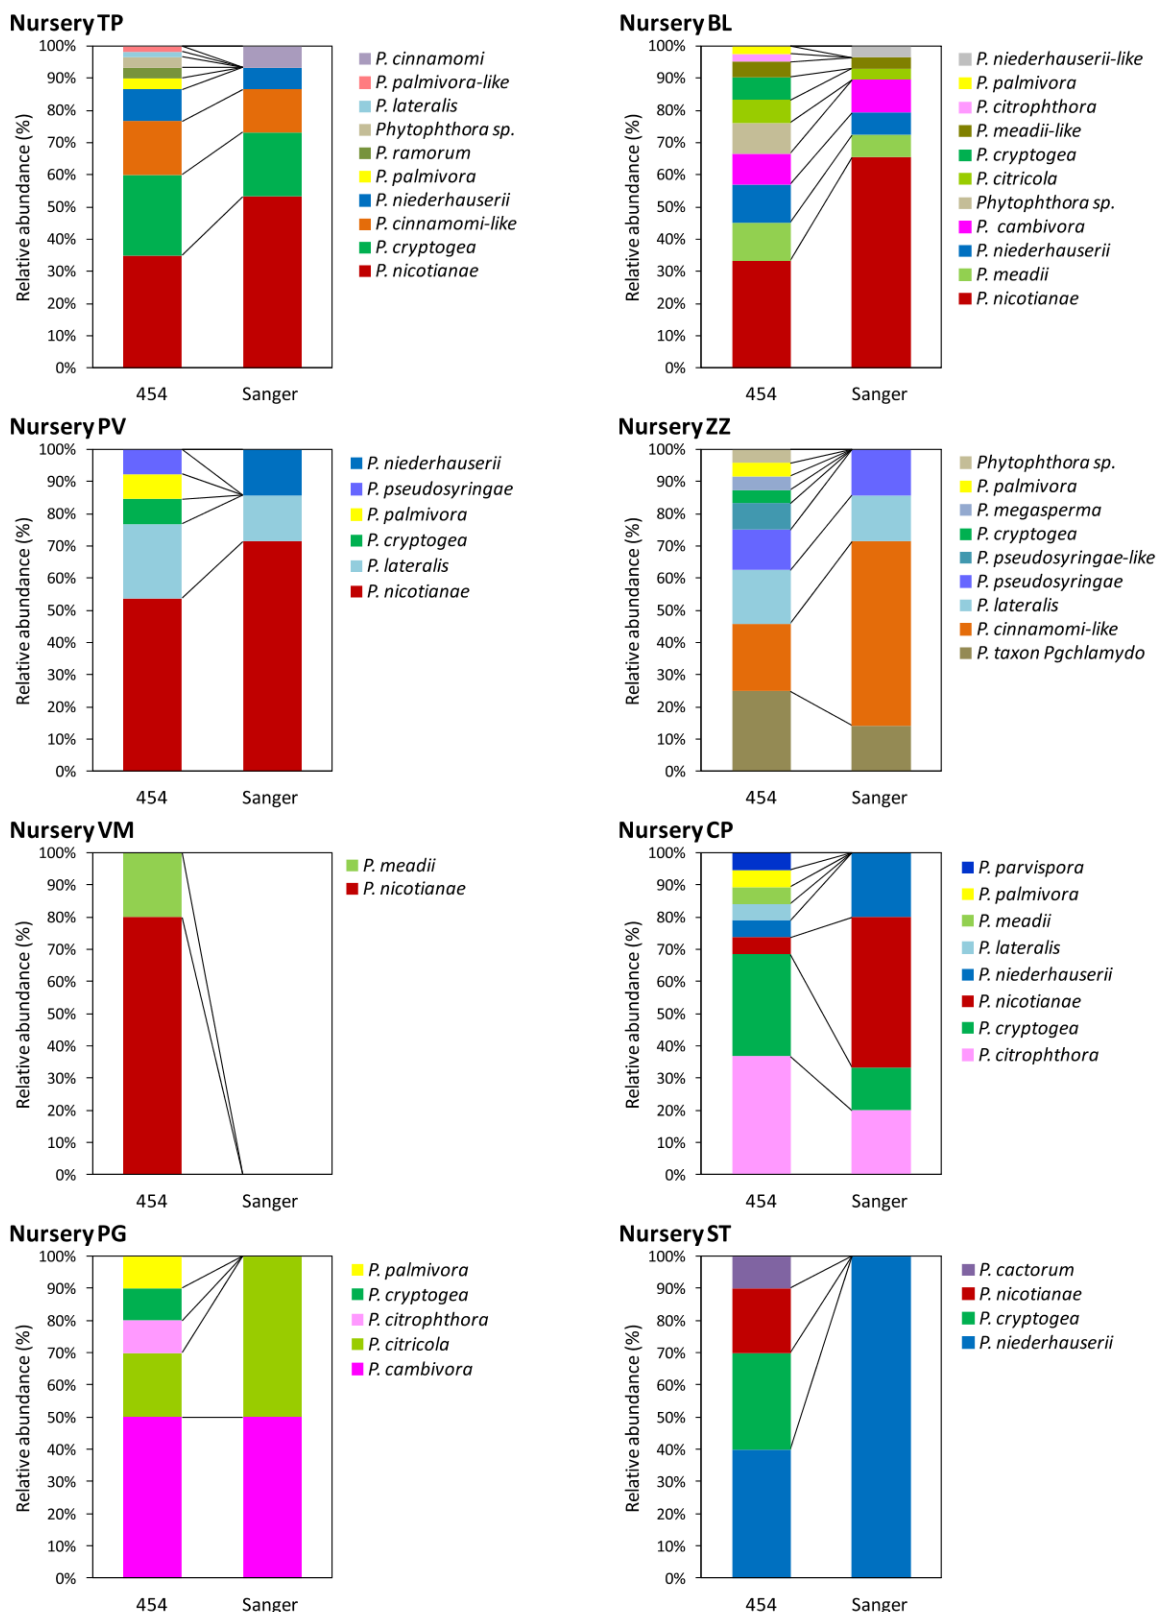 Nursery TP
100%
90%
80%
70%
60%
50%
40%
30%
20%
10%
0%
Relative abundance (%)
454 Sanger
P. cinnamomi
P. palmivora-like
P. lateralis
Phytophthora sp.
P. ramorum
P. palmivora
P. niederhauserii
P. cinnamomi-like
P. cryptogea
P. nicotianae
Nursery BL
100%
90%
80%
70%
60%
50%
40%
30%
20%
10%
0%
Relative abundance (%)
454 Sanger
P. niederhauserii-like
P. palmivora
P. citrophthora
P. meadii-like
P. cryptogea
P. citricola
Phytophthora sp.
P. cambivora
P. niederhauserii
P. meadii
P. nicotianae
Nursery PV
100%
90%
80%
70%
60%
50%
40%
30%
20%
10%
0%
Relative abundance (%)
454 Sanger
P. niederhauserii
P. pseudosyringae
P. palmivora
P. cryptogea
P. lateralis
P. nicotianae
Nursery ZZ
100%
90%
80%
70%
60%
50%
40%
30%
20%
10%
0%
Relative abundance (%)
454 Sanger
Phytophthora sp.
P. palmivora
P. megasperma
P. cryptogea
P. pseudosyringae-like
P. pseudosyringae
P. lateralis
P. cinnamomi-like
P. taxon Pgchlamydo
Nursery VM
100%
90%
80%
70%
60%
50%
40%
30%
20%
10%
0%
Relative abundance (%)
454 Sanger
P. meadii
P. nicotianae
Nursery CP
100%
90%
80%
70%
60%
50%
40%
30%
20%
10%
0%
Relative abundance (%)
454 Sanger
P. parvispora
P. palmivora
P. meadii
P. lateralis
P. niederhauserii
P. nicotianae
P. cryptogea
P. citrophthora
Nursery PG
100%
90%
80%
70%
60%
50%
40%
30%
20%
10%
0%
Relative abundance (%)
454 Sanger
P. palmivora
P. cryptogea
P. citrophthora
P. citricola
P. cambivora
Nursery ST
100%
90%
80%
70%
60%
50%
40%
30%
20%
10%
0%
Relative abundance (%)
454 Sanger
P. cactorum
P. nicotianae
P. cryptogea
P. niederhauserii